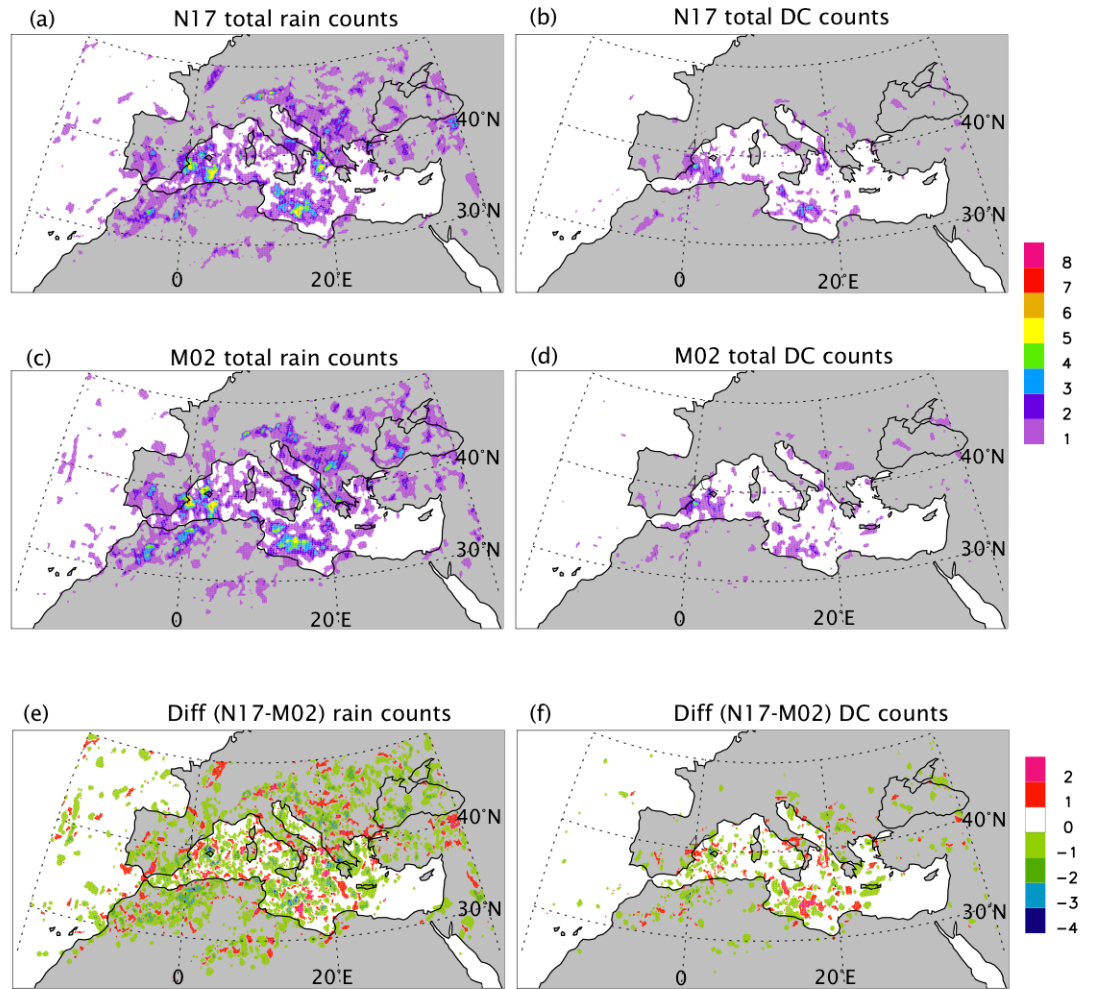 (a) N17 total rain counts
(b) N17 total DC counts
40°N
30°N
0
20°E
40°N
30°N
0
20°E
8
7
6
5
4
3
2
1
(c) M02 total rain counts
(d) M02 total DC counts
40°N
30°N
0
20°E
40°N
30°N
0
20°E
(e) Diff (N17-M02) rain counts
(f) Diff (N17-M02) DC counts
40°N
30°N
0
20°E
40°N
30°N
0
20°E
2
1
0
−1
−2
−3
−4